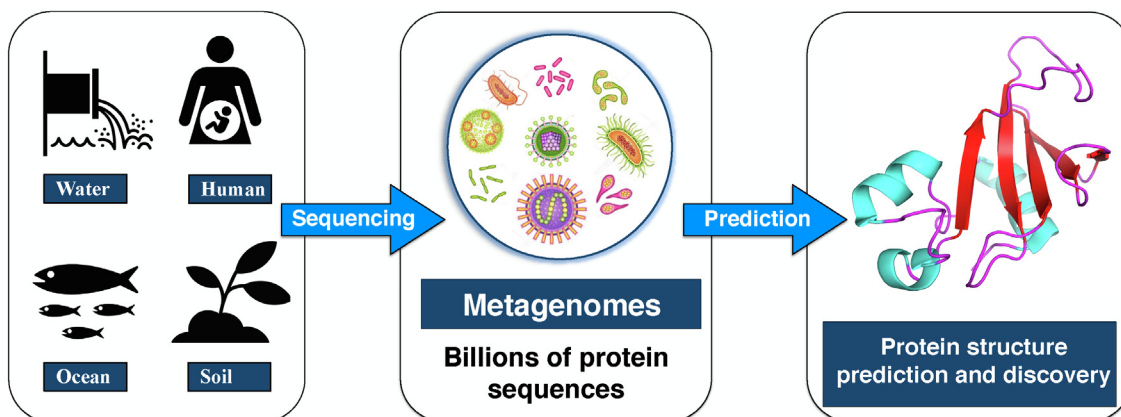 Water
Human
Ocean
Soil
Sequencing
Metagenomes
Billions of protein
sequences
Prediction
Protein structure
prediction and discovery